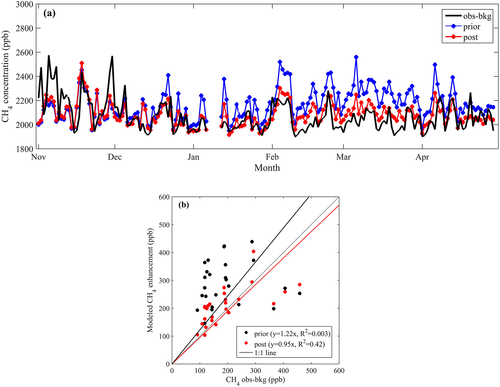 (a)
obs-bkg
prior
post
CH4 concentration (ppb)
3000
2800
2600
2400
2200
2000
1800
Nov
Dec
Jan
Feb
Mar
Apr
Month
(b)
Modeled CH4 enhancement (ppb)
600
500
400
300
200
100
0
prior (y=1.22x, R²=0.003)
post (y=0.95x, R²=0.42)
1:1 line
0
100
200
300
400
500
600
CH4 obs-bkg (ppb)